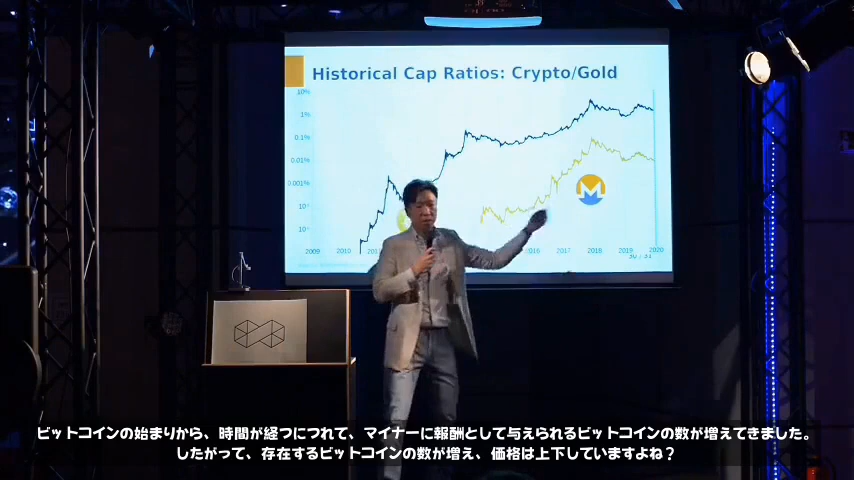 Historical Cap Ratios: Crypto/Gold
10%
1%
0.1%
0.01%
0.001%
2009 2010 2016 2017 2018 2019 2020
ビットコインの始まりから、時間が経つにつれて、マイナーに報酬として与えられるビットコインの数が増えてきました。
したがって、存在するビットコインの数が増え、価格は上下していますよね？